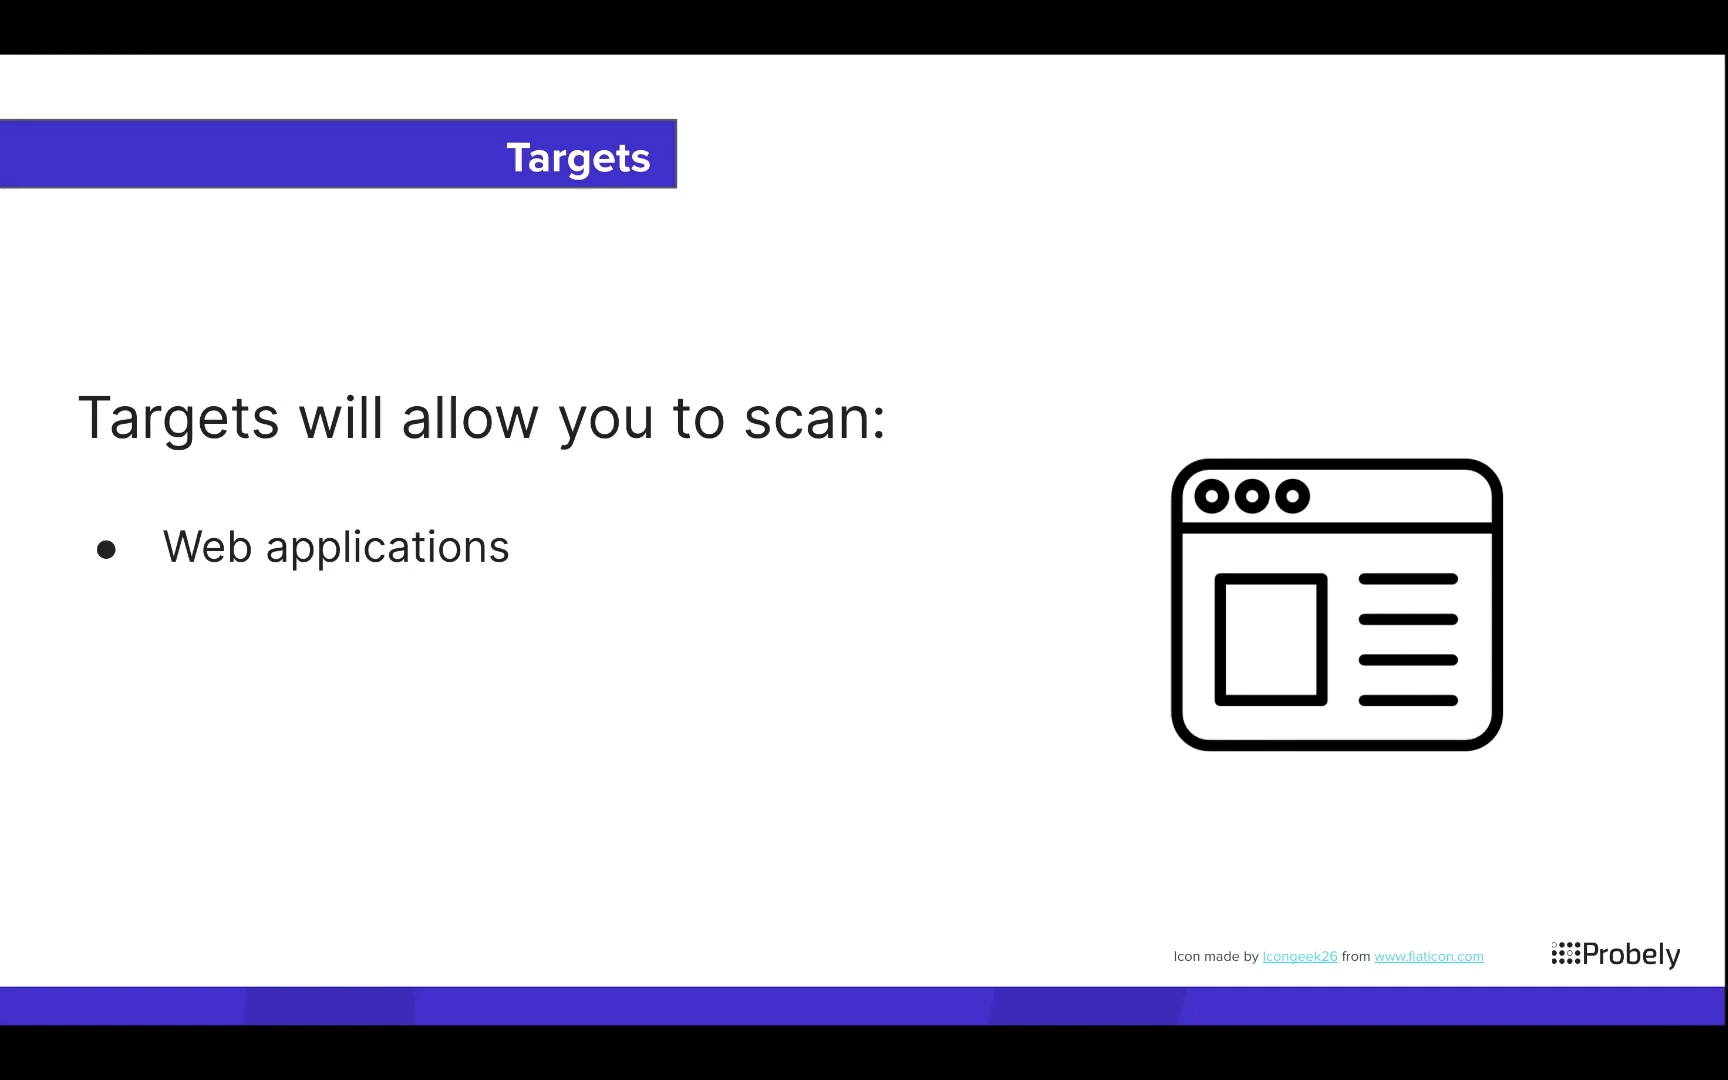 Targets
Targets will allow you to scan:
● Web applications
Icon made by Icongeek26 from www.flaticon.com
Probely